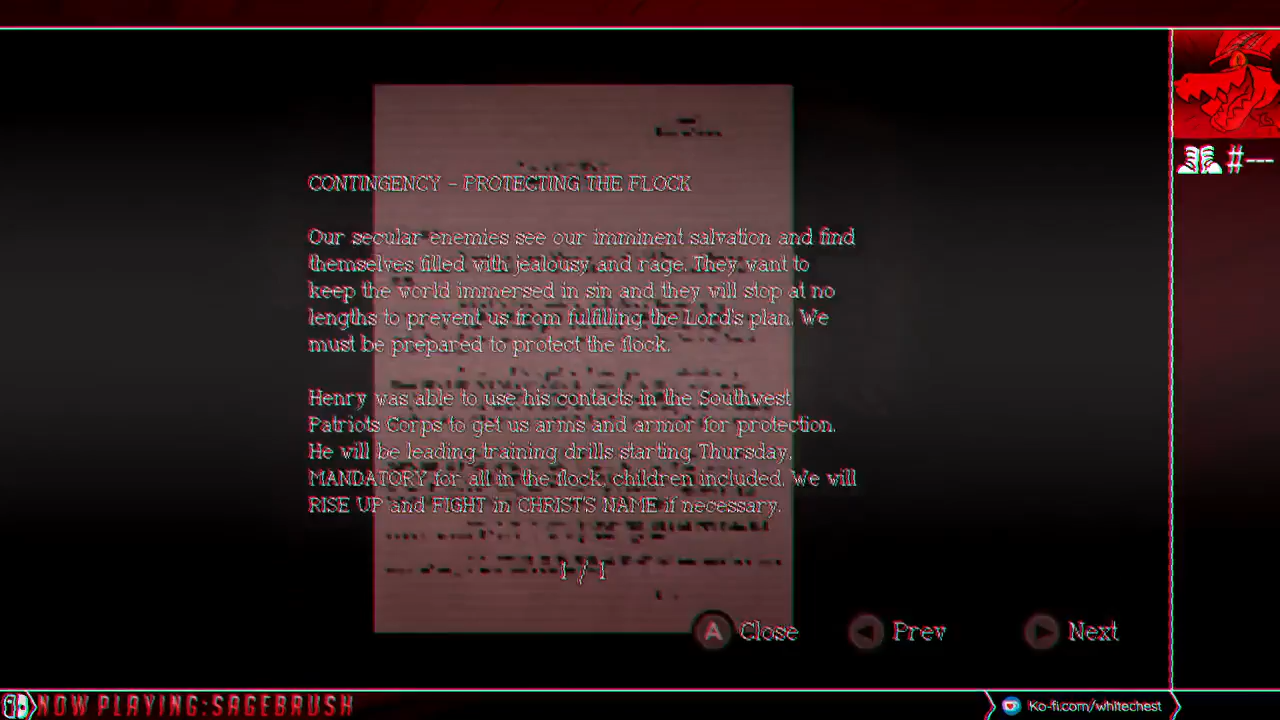 CONTINGENCY - PROTECTING THE FLOCK
Our secular enemies see our imminent salvation and find
themselves filled with jealousy and rage. They want to
keep the world immersed in sin and they will stop at no
lengths to prevent us from fulfilling the Lord's plan. We
must be prepared to protect the flock.
Henry was able to use his contacts in the Southwest
Patriots Corps to get us arms and armor for protection.
He will be leading training drills starting Thursday.
MANDATORY for all in the flock, children included. We will
RISE UP and FIGHT in CHRIST'S NAME if necessary.
1 / 1
A Close Prev Next
#---
NOW PLAYING:SAGEBRUSH
Ko-fi.com/whitechest